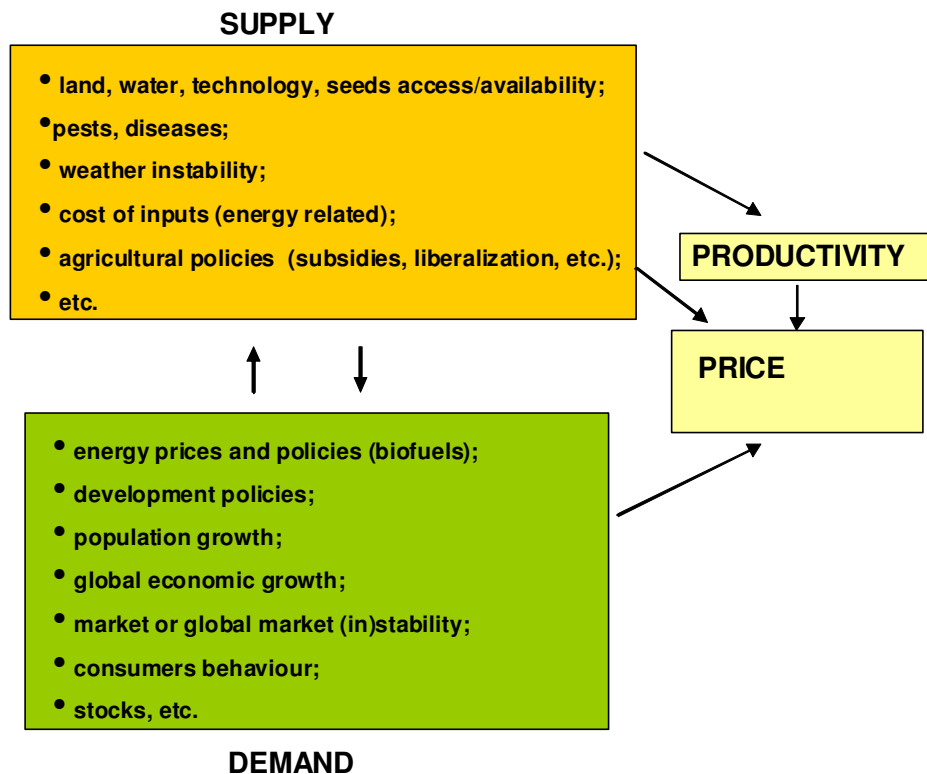 SUPPLY
• land, water, technology, seeds access/availability;
•pests, diseases;
• weather instability;
• cost of inputs (energy related);
• agricultural policies  (subsidies, liberalization, etc.);
• etc.
PRODUCTIVITY
PRICE
• energy prices and policies (biofuels);
• development policies;
• population growth;
• global economic growth;
• market or global market (in)stability;
• consumers behaviour;
• stocks, etc.
DEMAND